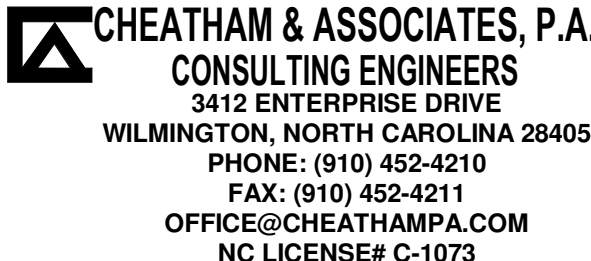 CHEATHAM & ASSOCIATES, P.A.
CONSULTING ENGINEERS
3412 ENTERPRISE DRIVE
WILMINGTON, NORTH CAROLINA 28405
PHONE: (910) 452-4210
FAX: (910) 452-4211
OFFICE@CHEATHAMPA.COM
NC LICENSE# C-1073